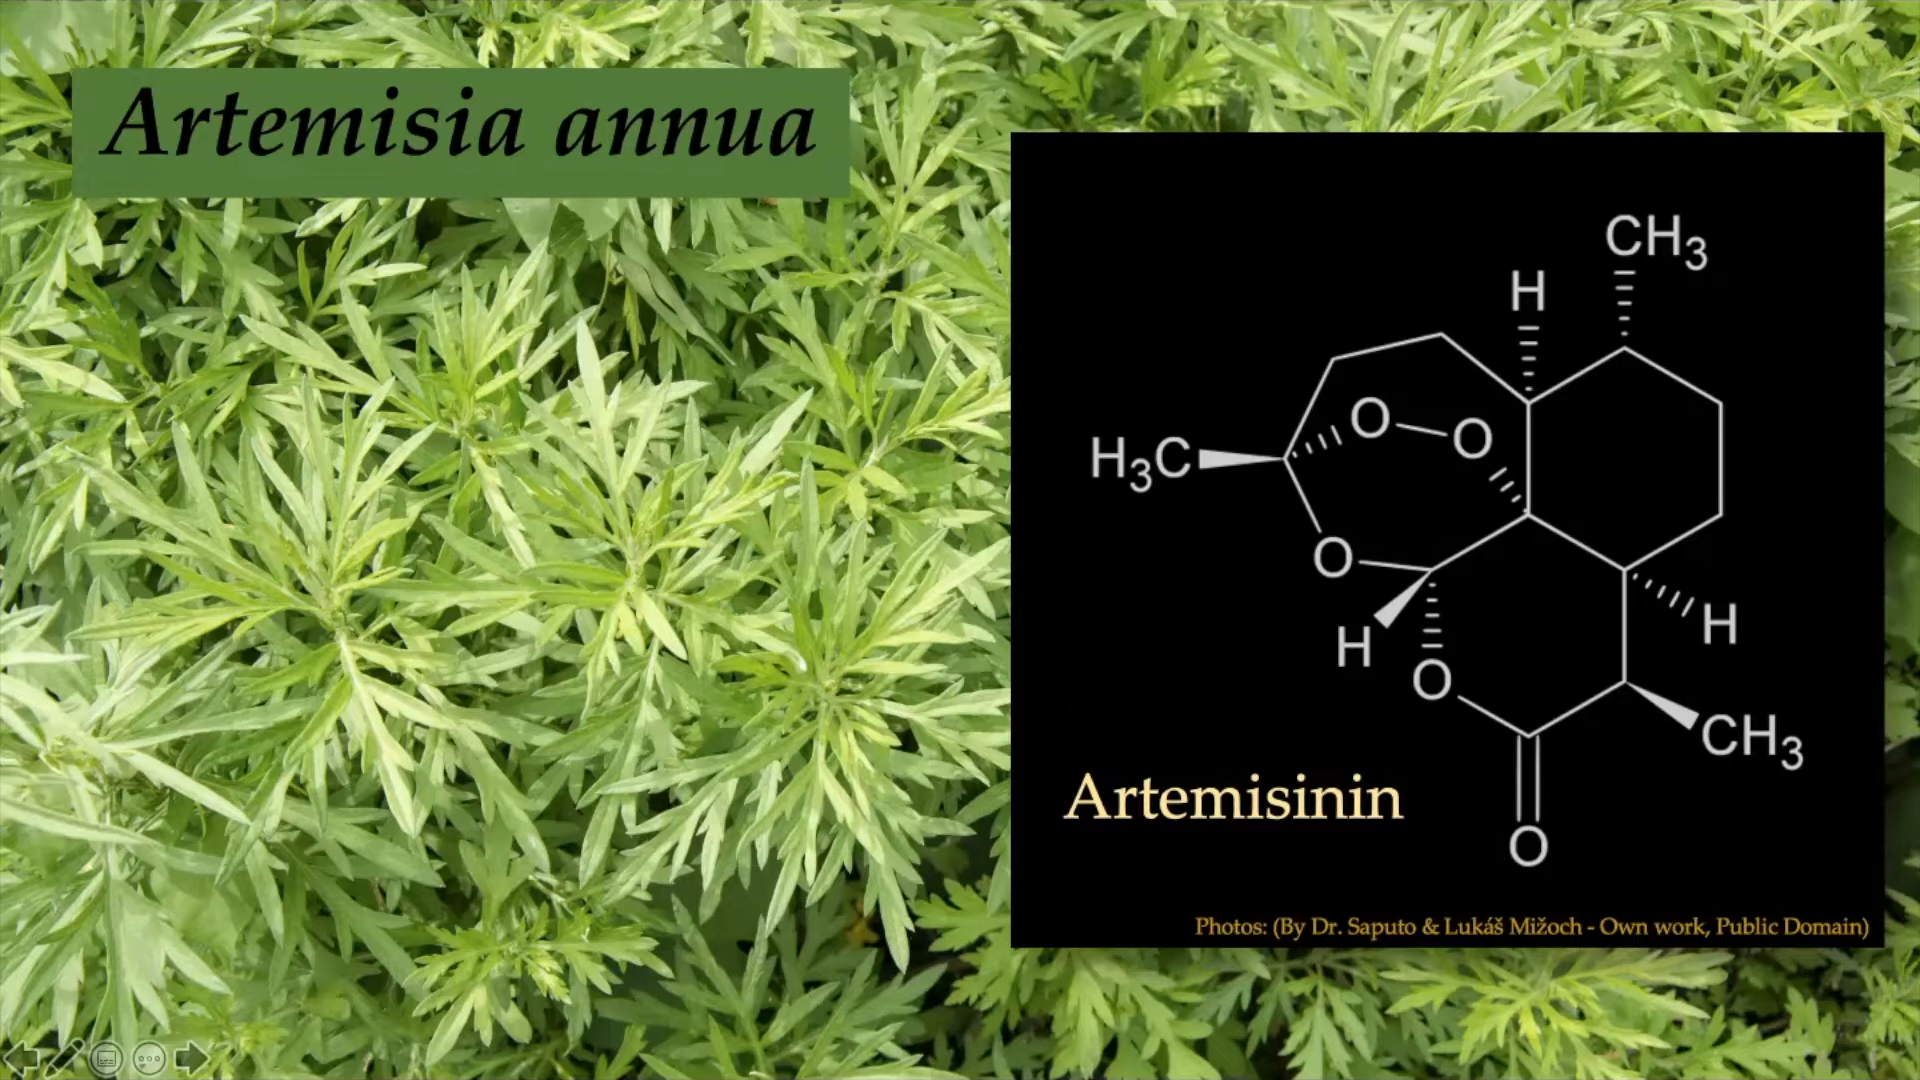 Artemisia annua
CH3
H
O
O
H3C
O
H
H
O
CH3
Artemisinin
O
Photos: (By Dr. Saputo & Lukáš Mižoch - Own work, Public Domain)